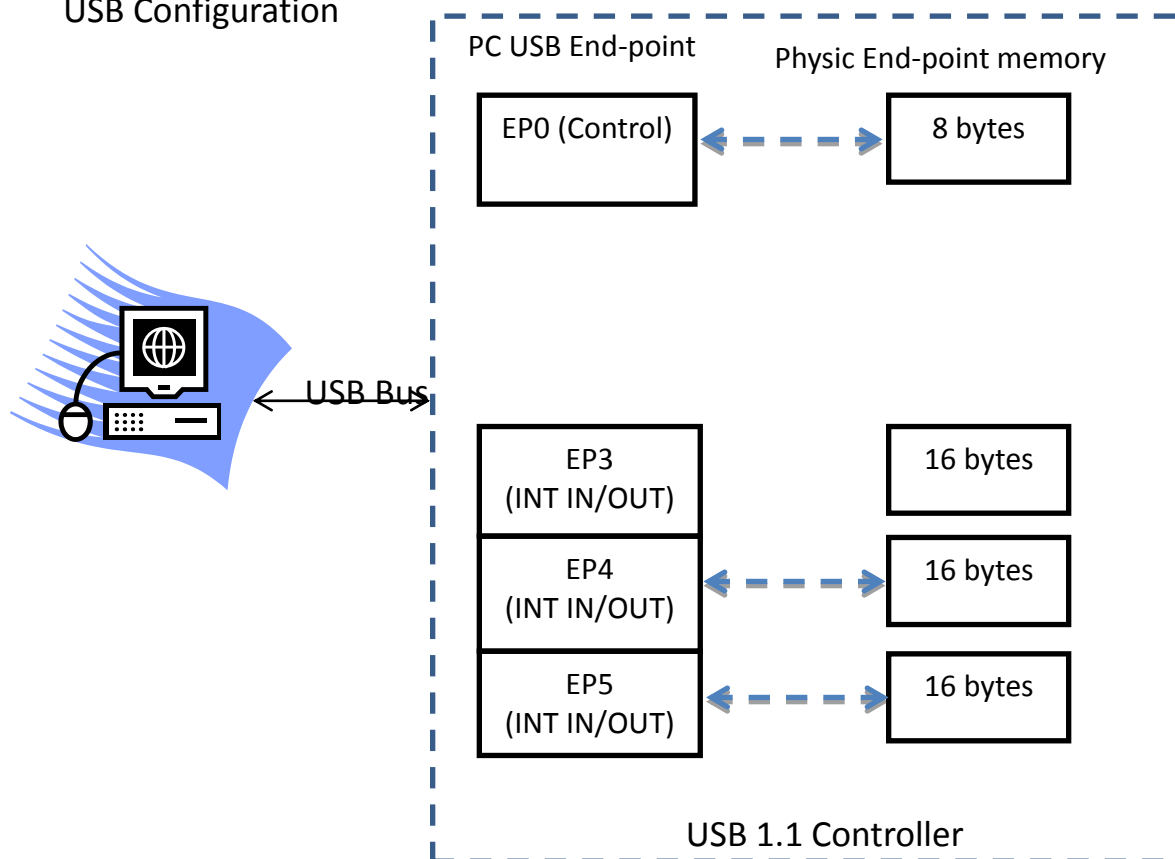 USB Configuration
PC USB End-point
Physic End-point memory
EP0 (Control)
8 bytes
USB Bus
EP3
(INT IN/OUT)
16 bytes
EP4
(INT IN/OUT)
16 bytes
EP5
(INT IN/OUT)
16 bytes
USB 1.1 Controller